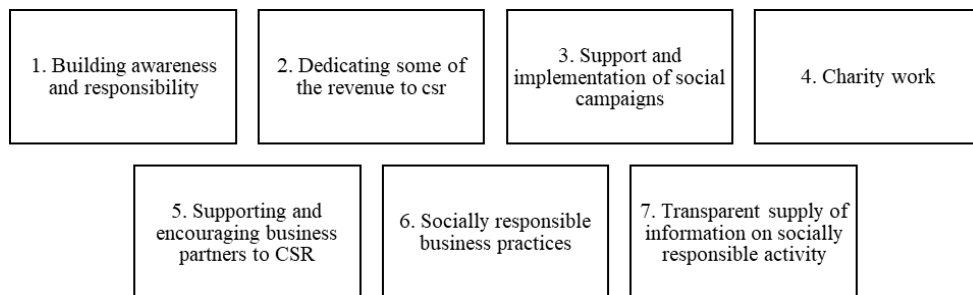 1. Building awareness
and responsibility
2. Dedicating some of
the revenue to csr
3. Support and
implementation of social
campaigns
4. Charity work
5. Supporting and
encouraging business
partners to CSR
6. Socially responsible
business practices
7. Transparent supply of
information on socially
responsible activity